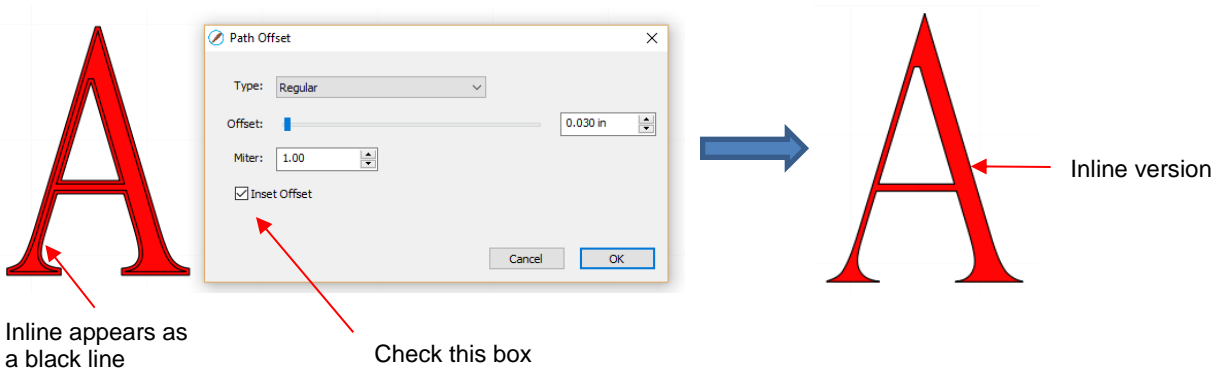 A
Path Offset
Type: Regular
Offset: 0.030 in
Miter: 1.00
Inset Offset
Cancel OK
Inline appears as
a black line
Check this box
A
Inline version